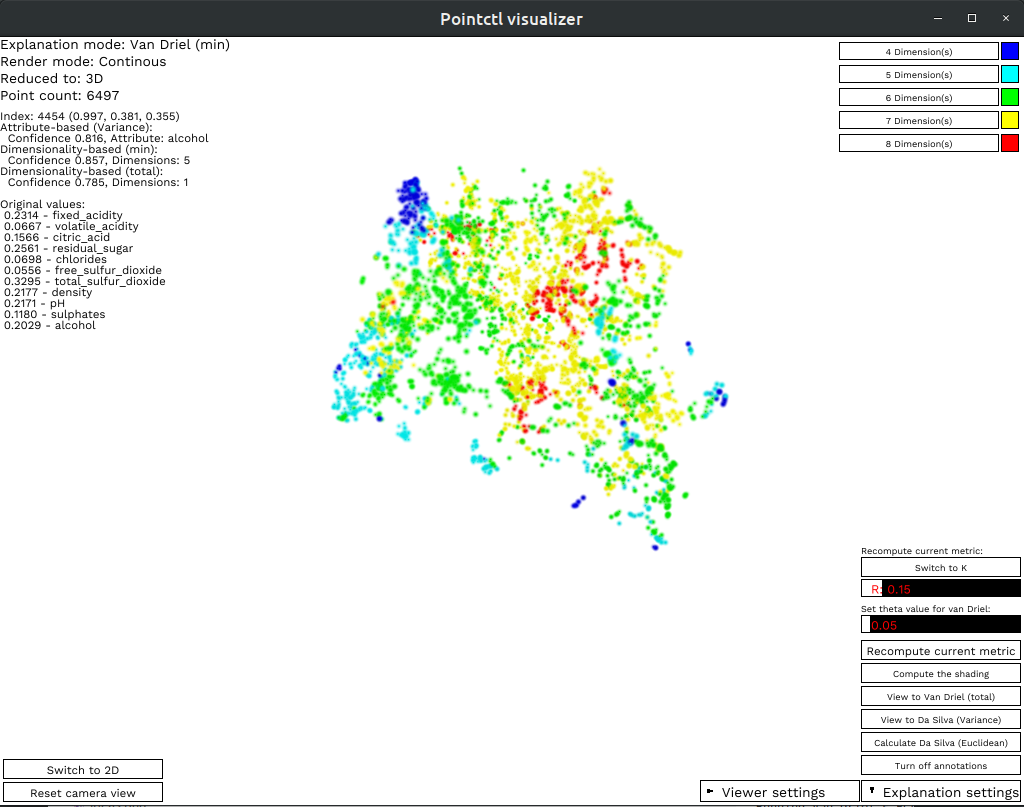 Pointctl visualizer
Explanation mode: Van Driel (min)
Render mode: Continous
Reduced to: 3D
Point count: 6497
Index: 4454 (0.997, 0.381, 0.355)
Attribute-based (Variance):
Confidence 0.816, Attribute: alcohol
Dimensionality-based (min):
Confidence 0.857, Dimensions: 5
Dimensionality-based (total):
Confidence 0.785, Dimensions: 1
Original values:
0.2314 - fixed_acidity
0.0667 - volatile_acidity
0.1566 - citric_acid
0.2561 - residual_sugar
0.0698 - chlorides
0.0556 - free_sulfur_dioxide
0.3295 - total_sulfur_dioxide
0.2177 - density
0.2171 - pH
0.1180 - sulphates
0.2029 - alcohol
4 Dimension(s)
5 Dimension(s)
6 Dimension(s)
7 Dimension(s)
8 Dimension(s)
Recompute current metric:
Switch to K
R: 0.15
Set theta value for van Driel:
0.05
Recompute current metric
Compute the shading
View to Van Driel (total)
View to Da Silva (Variance)
Calculate Da Silva (Euclidean)
Turn off annotations
Switch to 2D
Reset camera view
Viewer settings
Explanation settings